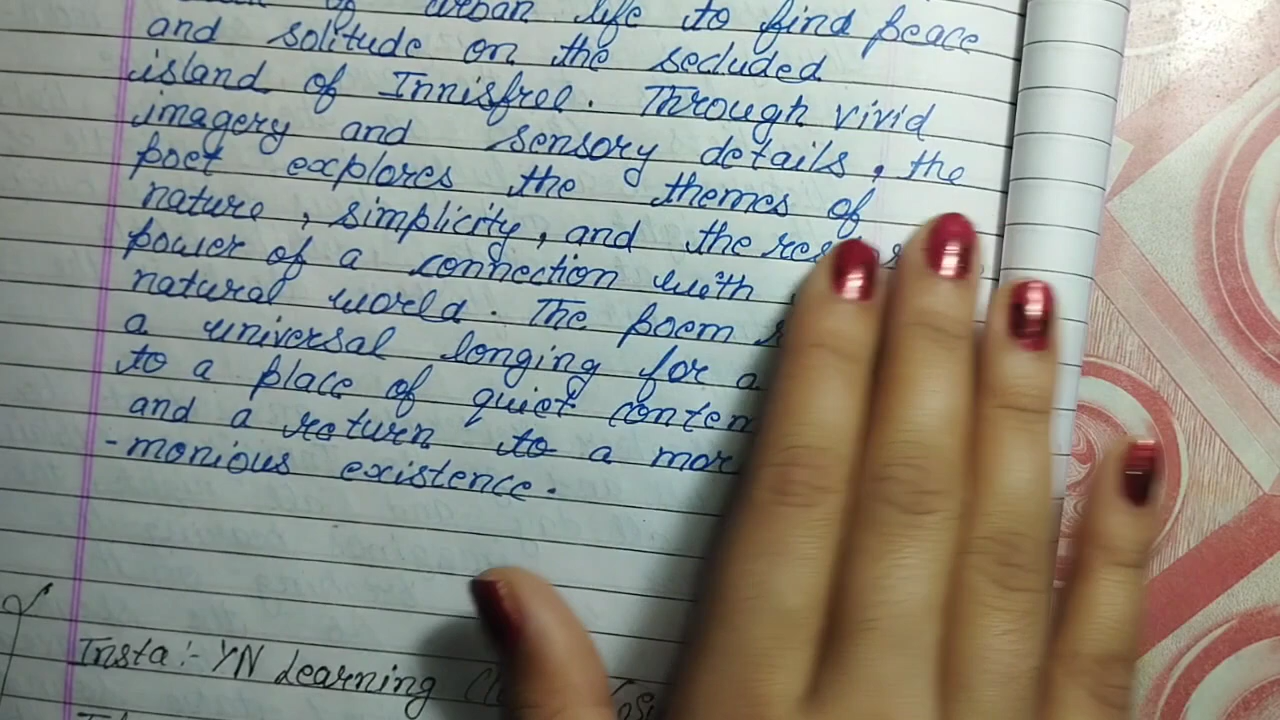 of urban life to find peace
and solitude on the secluded
island of Innisfree. Through vivid
imagery and sensory details, the
poet explores the themes of
nature, simplicity, and the
power of a connection with
natural world. The poem
a universal longing for a
to a place of quiet
and a return to a
-monious existence.
Insta:- YN Learning